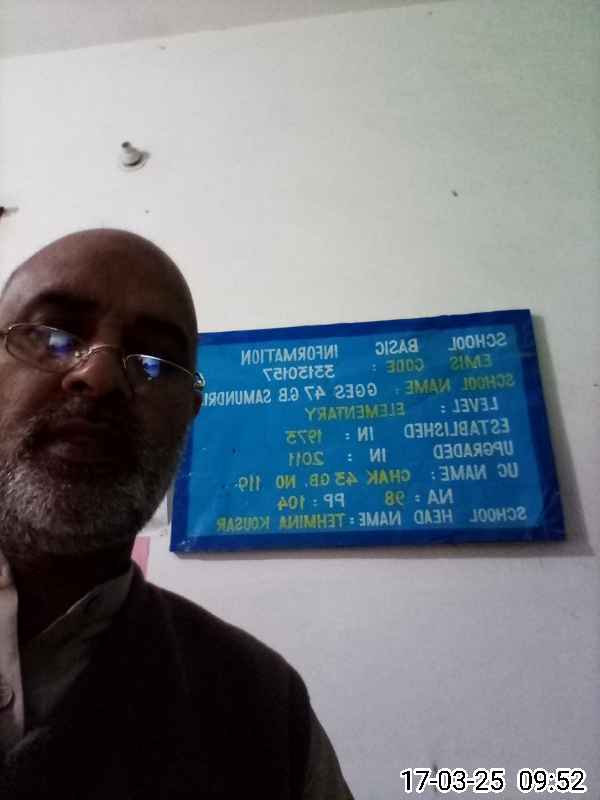 SCHOOL BASIC INFORMATION
EMIS CODE : 33130157
SCHOOL NAME : GGES 47 G.B SAMUNDRI
LEVEL : ELEMENTARY
ESTABLISHED IN : 1973
UPGRADED IN : 2011
UC NAME : CHAK 43 GB. NO 119.
NA : 98 PP : 104
SCHOOL HEAD NAME : TEHMINA KOUSAR
17-03-25 09:52